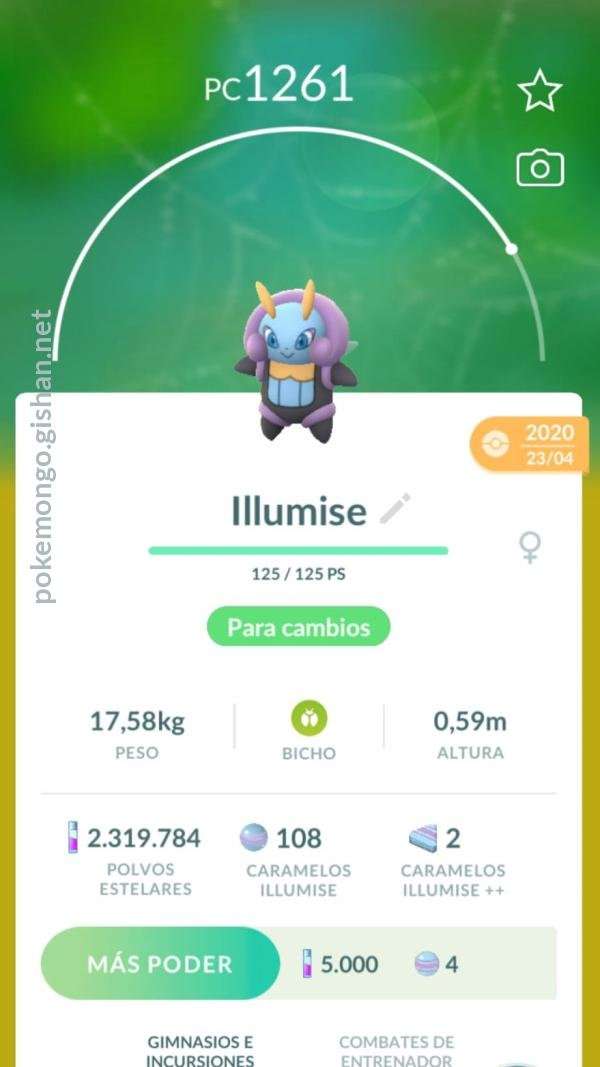 PC1261
pokemongo.gishan.net
2020
23/04
Illumise
125 / 125 PS
Para cambios
17,58kg
PESO
BICHO
0,59m
ALTURA
2.319.784
POLVOS
ESTELARES
108
CARAMELOS
ILLUMISE
2
CARAMELOS
ILLUMISE ++
MÁS PODER
5.000
4
GIMNASIOS E
INCURSIONES
COMBATES DE
ENTRENADOR